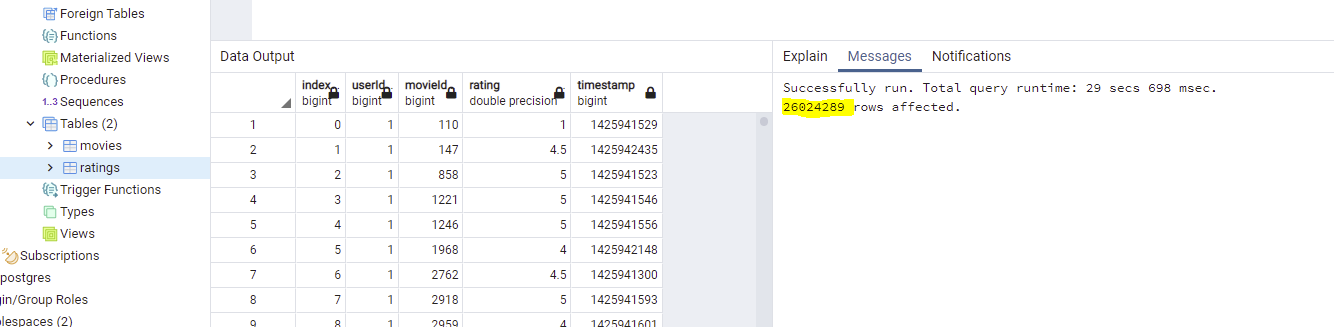 Foreign Tables
Functions
Materialized Views
Procedures
1..3 Sequences
Tables (2)
movies
ratings
Trigger Functions
Types
Views
Subscriptions
postgres
gin/Group Roles
blespaces (2)
Data Output
index bigint userId bigint movieId bigint rating double precision timestamp bigint
1 0 1 110 1 1425941529
2 1 1 147 4.5 1425942435
3 2 1 858 5 1425941523
4 3 1 1221 5 1425941546
5 4 1 1246 5 1425941556
6 5 1 1968 4 1425942148
7 6 1 2762 4.5 1425941300
8 7 1 2918 5 1425941593
9 8 1 2959 4 1425941601
Explain Messages Notifications
Successfully run. Total query runtime: 29 secs 698 msec.
26024289 rows affected.